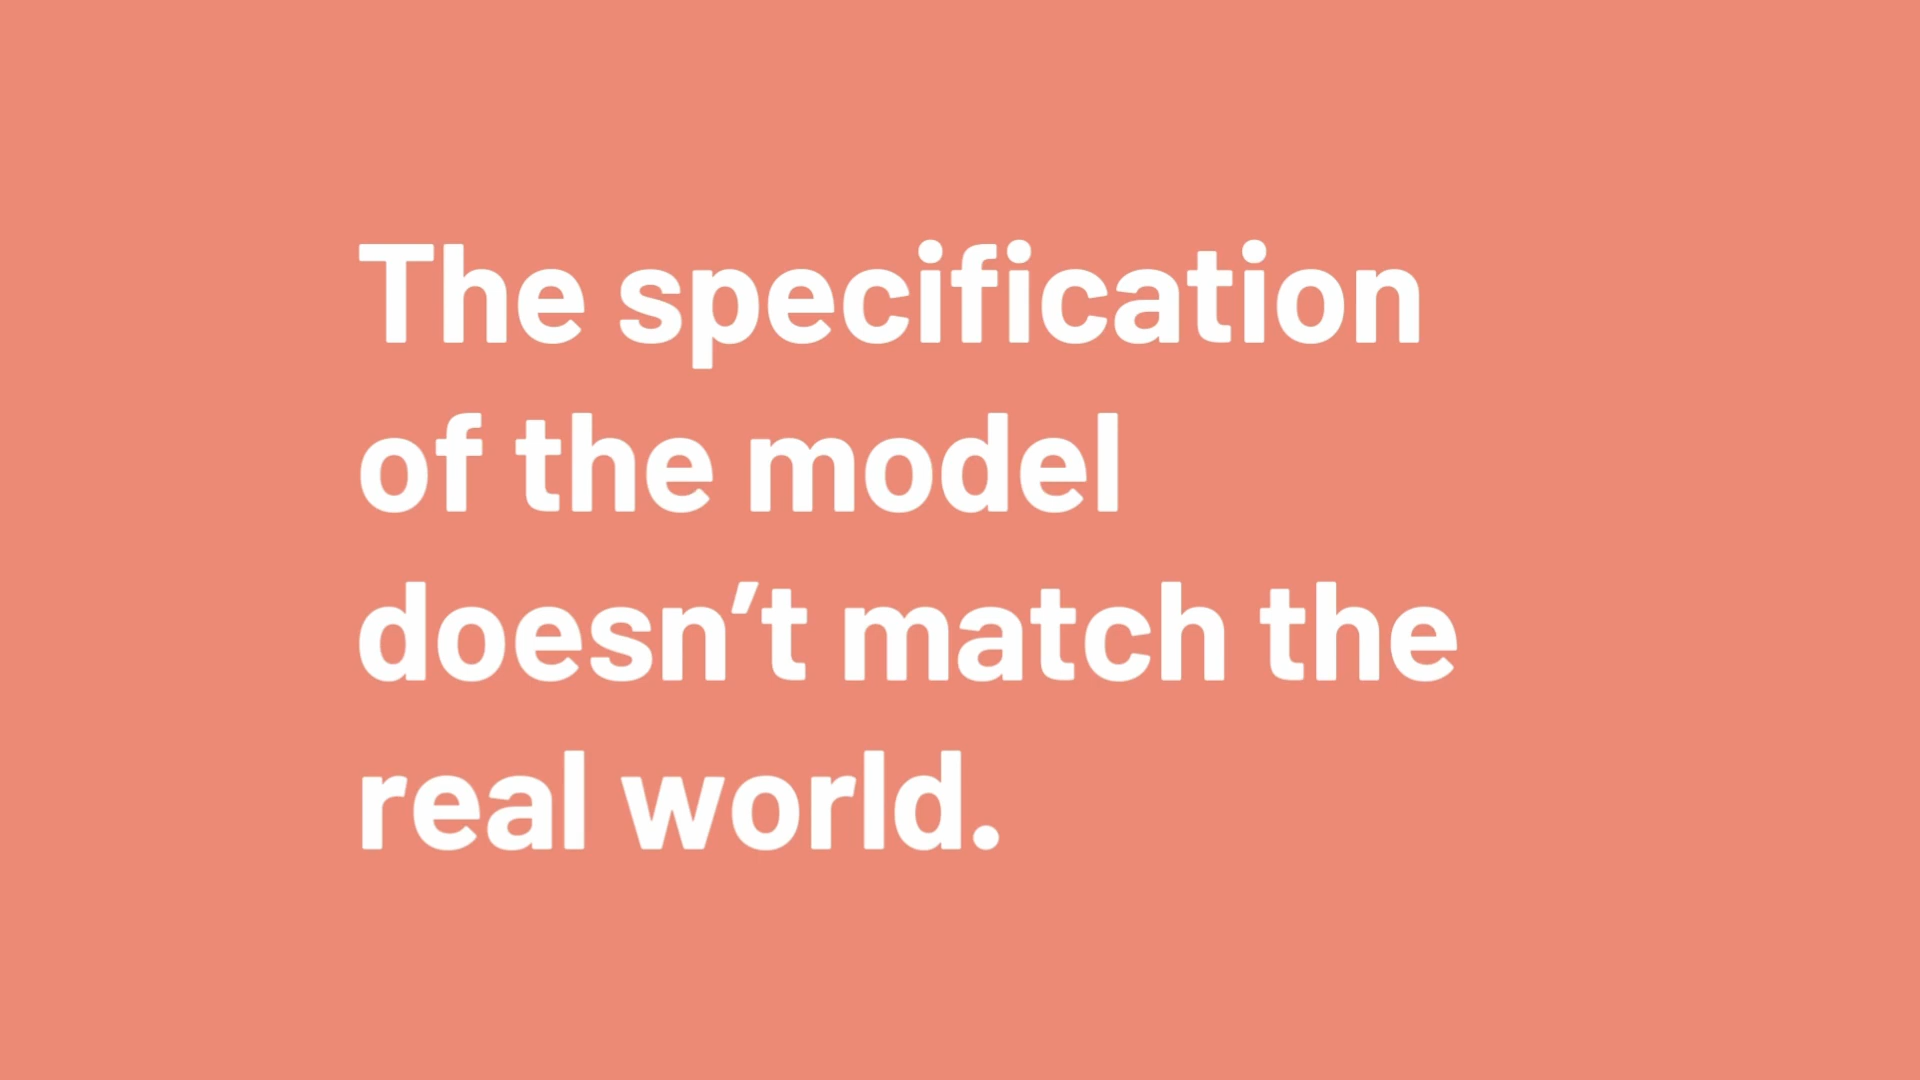 The specification
of the model
doesn’t match the
real world.